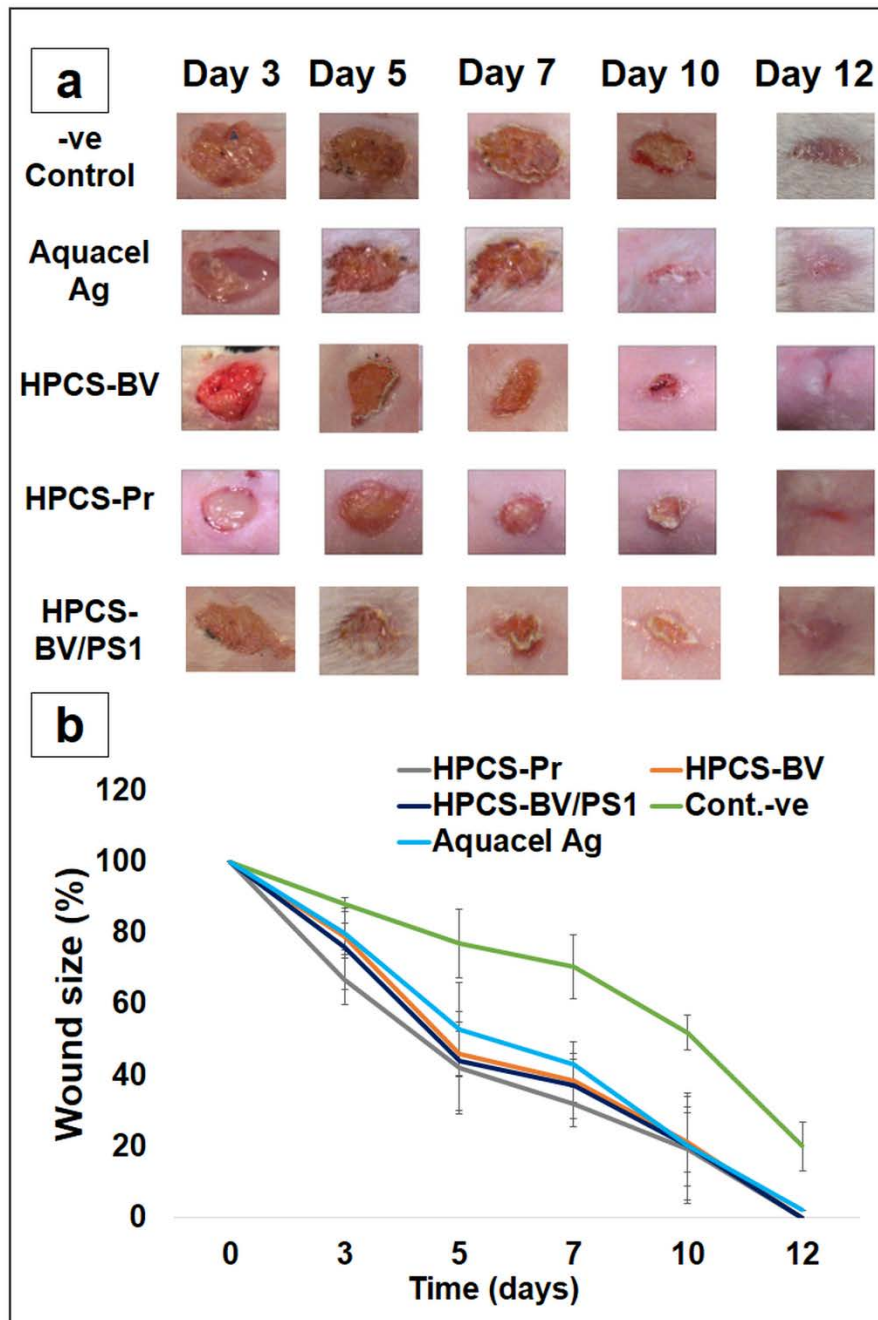 a
Day 3 Day 5 Day 7 Day 10 Day 12
-ve
Control
Aquacel
Ag
HPCS-BV
HPCS-Pr
HPCS-
BV/PS1
b
HPCS-Pr HPCS-BV
HPCS-BV/PS1 Cont.-ve
Aquacel Ag
120
100
80
60
40
20
0
Wound size (%)
0 3 5 7 10 12
Time (days)